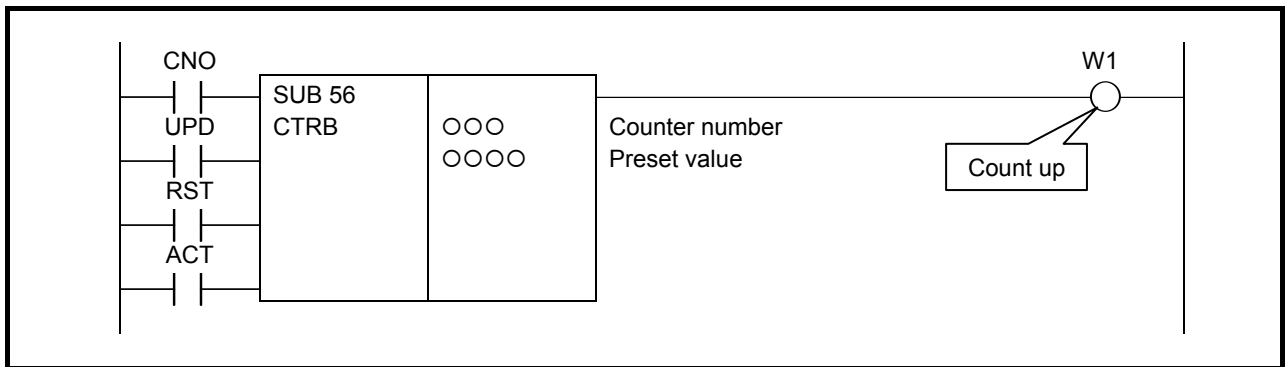 CNO
W1
SUB 56
UPD
CTRB
○○○
Counter number
○○○○
Preset value
Count up
RST
ACT